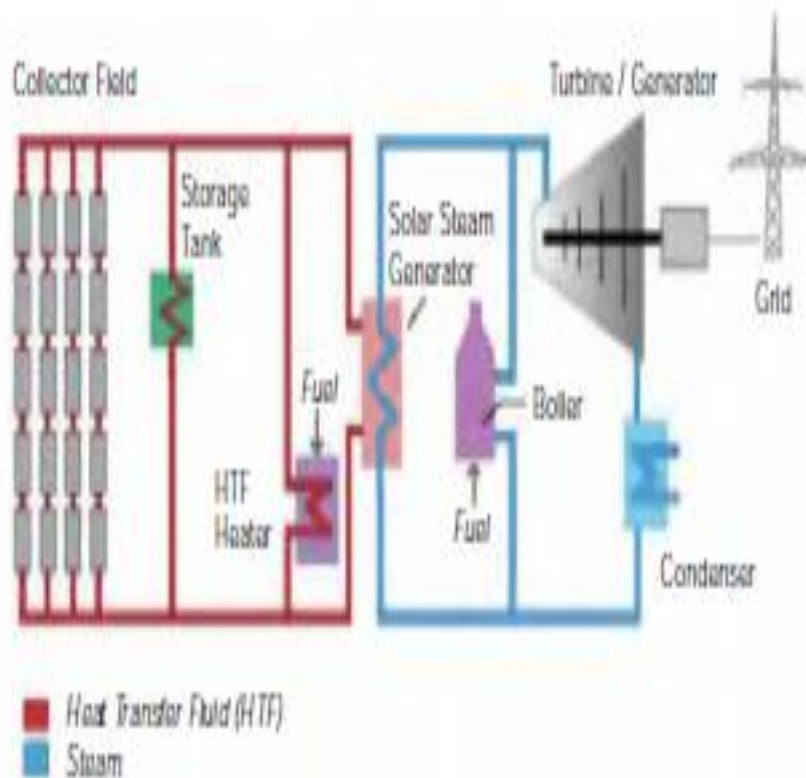 Collector Field
Turbine / Generator
Storage
Tank
Solar Steam
Generator
Grid
Fuel
Boiler
HTF
Heater
Fuel
Condenser
Heat Transfer Fluid (HTF)
Steam